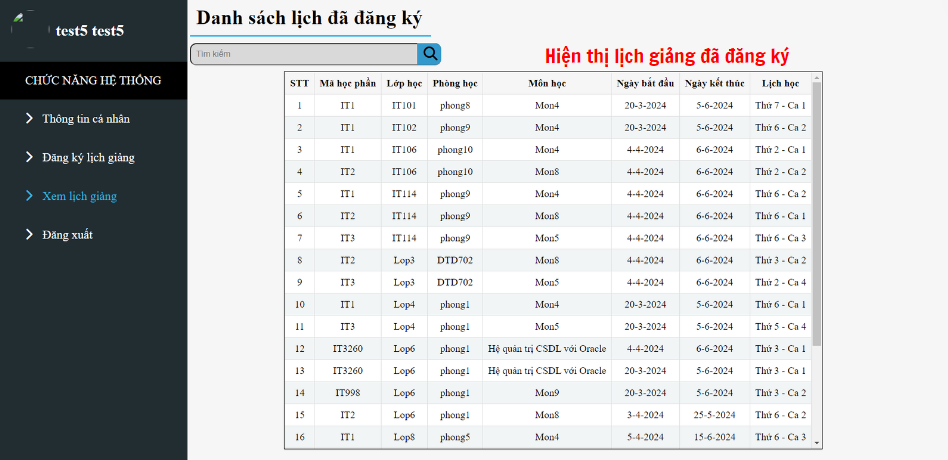 test5 test5
CHỨC NĂNG HỆ THỐNG
Thông tin cá nhân
Đăng ký lịch giảng
Xem lịch giảng
Đăng xuất
Danh sách lịch đã đăng ký
Tìm kiếm
Hiện thị lịch giảng đã đăng ký
STT Mã học phần Lớp học Phòng học Môn học Ngày bắt đầu Ngày kết thúc Lịch học
1 IT1 IT101 phong8 Mon4 20-3-2024 5-6-2024 Thứ 7 - Ca 1
2 IT1 IT102 phong9 Mon4 20-3-2024 5-6-2024 Thứ 6 - Ca 2
3 IT1 IT106 phong10 Mon4 4-4-2024 6-6-2024 Thứ 2 - Ca 1
4 IT2 IT106 phong10 Mon8 4-4-2024 6-6-2024 Thứ 2 - Ca 2
5 IT1 IT114 phong9 Mon4 4-4-2024 6-6-2024 Thứ 6 - Ca 2
6 IT2 IT114 phong9 Mon8 4-4-2024 6-6-2024 Thứ 6 - Ca 1
7 IT3 IT114 phong9 Mon5 4-4-2024 6-6-2024 Thứ 6 - Ca 3
8 IT2 Lop3 DTD702 Mon8 4-4-2024 6-6-2024 Thứ 3 - Ca 2
9 IT3 Lop3 DTD702 Mon5 4-4-2024 6-6-2024 Thứ 2 - Ca 4
10 IT1 Lop4 phong1 Mon4 20-3-2024 5-6-2024 Thứ 6 - Ca 1
11 IT3 Lop4 phong1 Mon5 20-3-2024 5-6-2024 Thứ 5 - Ca 4
12 IT3260 Lop6 phong1 Hệ quản trị CSDL với Oracle 4-4-2024 6-6-2024 Thứ 3 - Ca 1
13 IT3260 Lop6 phong1 Hệ quản trị CSDL với Oracle 20-3-2024 5-6-2024 Thứ 3 - Ca 1
14 IT998 Lop6 phong1 Mon9 20-3-2024 5-6-2024 Thứ 3 - Ca 2
15 IT2 Lop6 phong1 Mon8 3-4-2024 25-5-2024 Thứ 6 - Ca 2
16 IT1 Lop8 phong5 Mon4 5-4-2024 15-6-2024 Thứ 6 - Ca 3